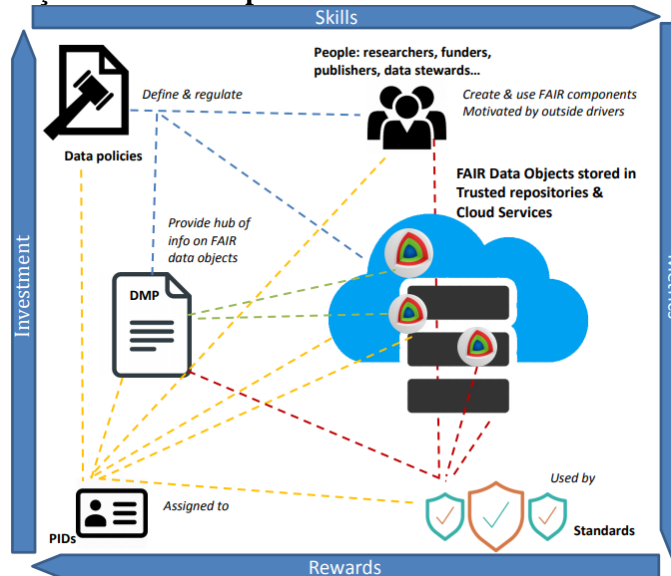 Skills
People: researchers, funders,
publishers, data stewards...
Define & regulate
Create & use FAIR components
Motivated by outside drivers
Data policies
FAIR Data Objects stored in
Trusted repositories &
Cloud Services
Provide hub of
info on FAIR
data objects
Investment
DMP
Used by
Assigned to
PIDs
Standards
Rewards